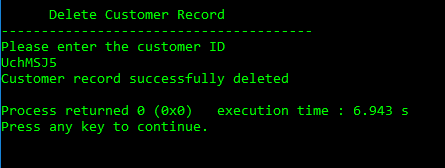 Delete Customer Record
---------------------------------------
Please enter the customer ID
UchMSJ5
Customer record successfully deleted
Process returned 0 (0x0)   execution time : 6.943 s
Press any key to continue.